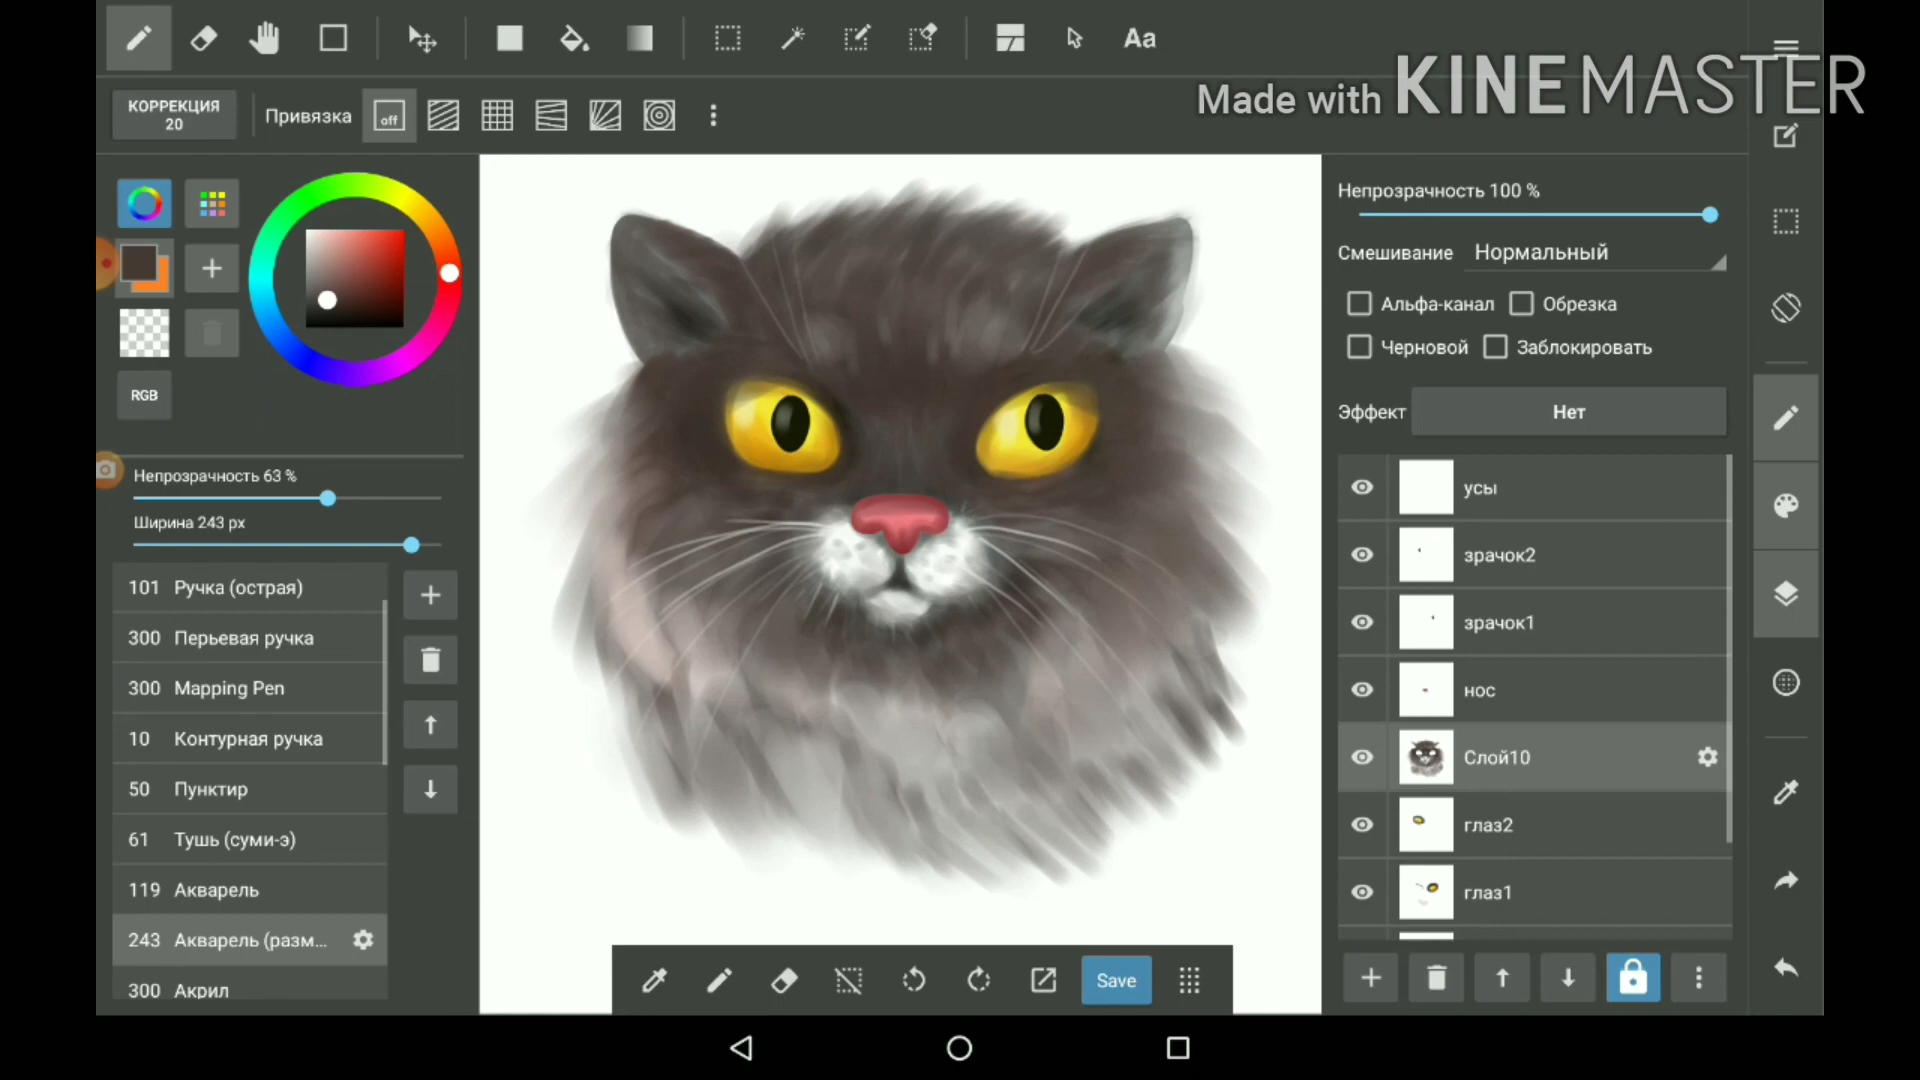 Aa
Made with KINEMASTER
КОРРЕКЦИЯ
20
Привязка
off
RGB
Непрозрачность 63 %
Ширина 243 px
101 Ручка (острая)
300 Перьевая ручка
300 Mapping Pen
10 Контурная ручка
50 Пунктир
61 Тушь (суми-э)
119 Акварель
243 Акварель (разм...
300 Акрил
Save
Непрозрачность 100 %
Смешивание Нормальный
Альфа-канал Обрезка
Черновой Заблокировать
Эффект Нет
усы
зрачок2
зрачок1
нос
Слой10
глаз2
глаз1